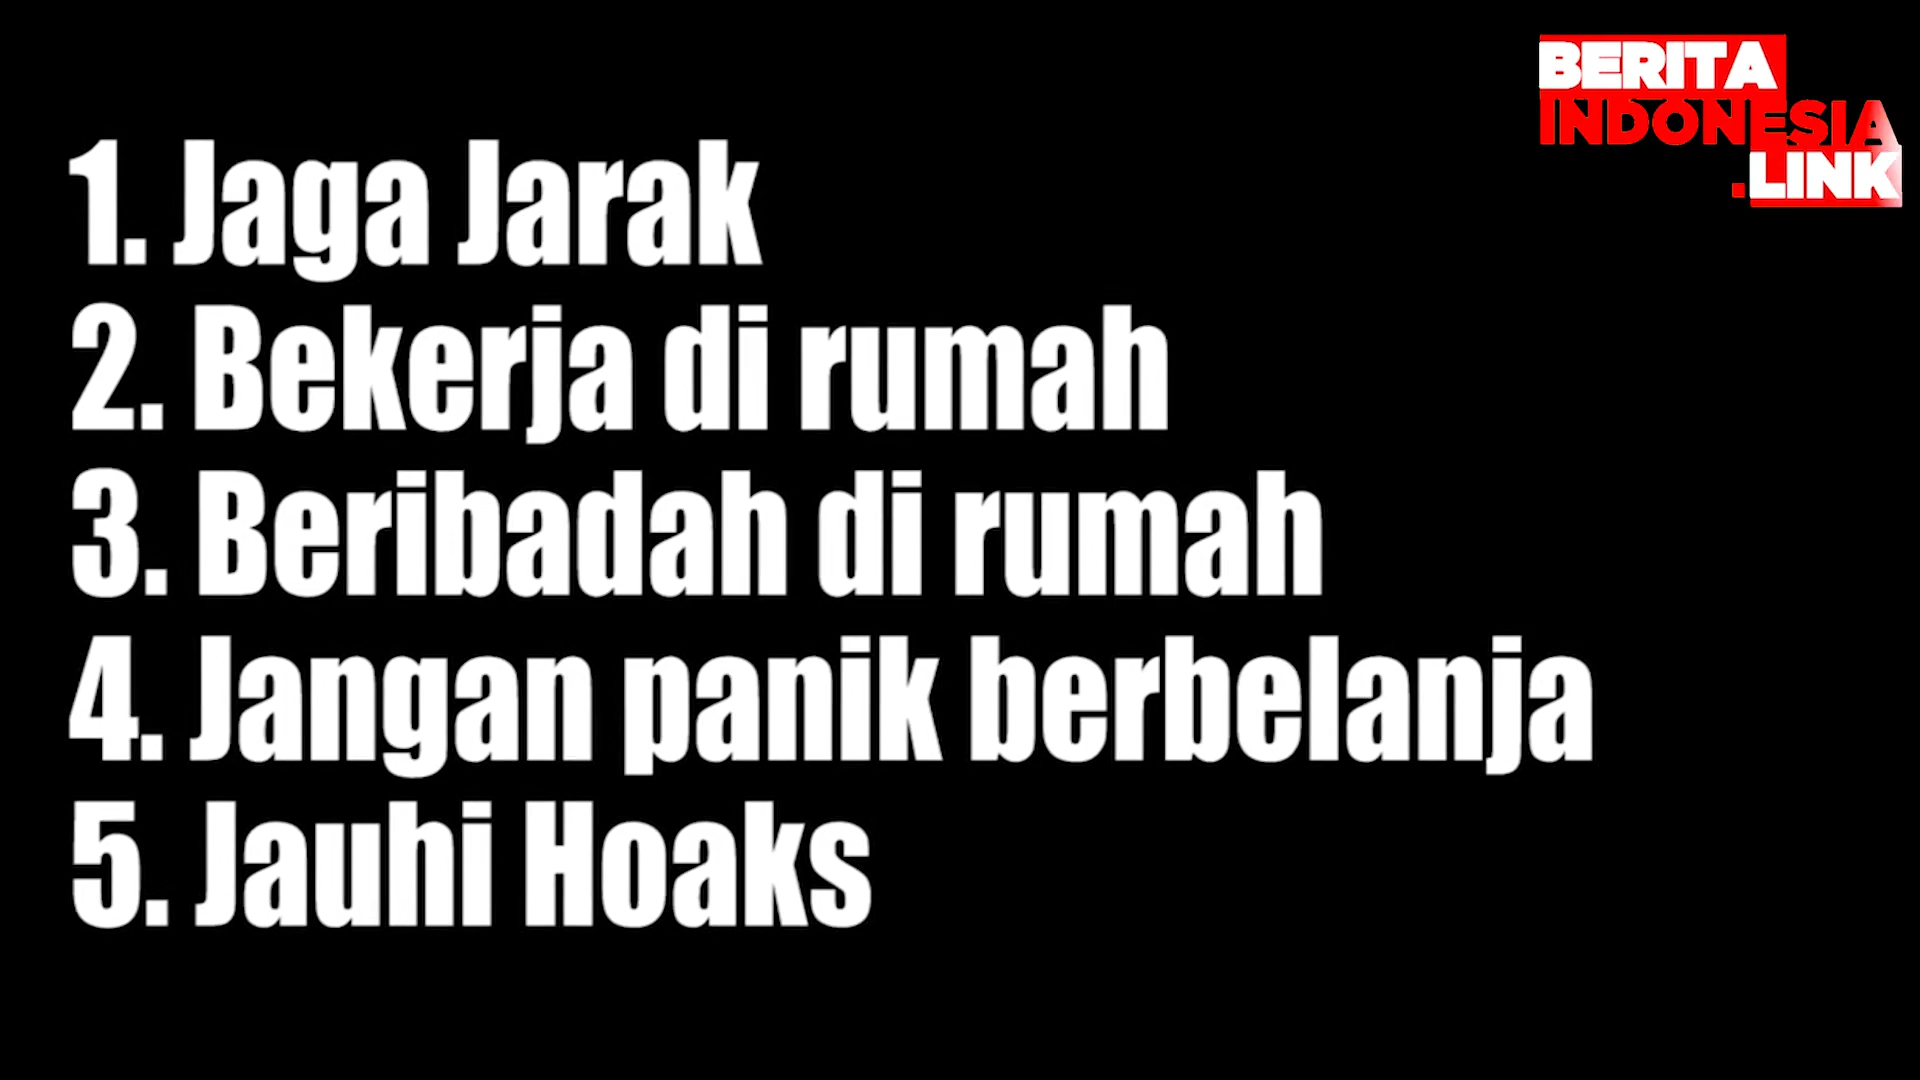 BERITA
INDONESIA
.LINK
1. Jaga Jarak
2. Bekerja di rumah
3. Beribadah di rumah
4. Jangan panik berbelanja
5. Jauhi Hoaks